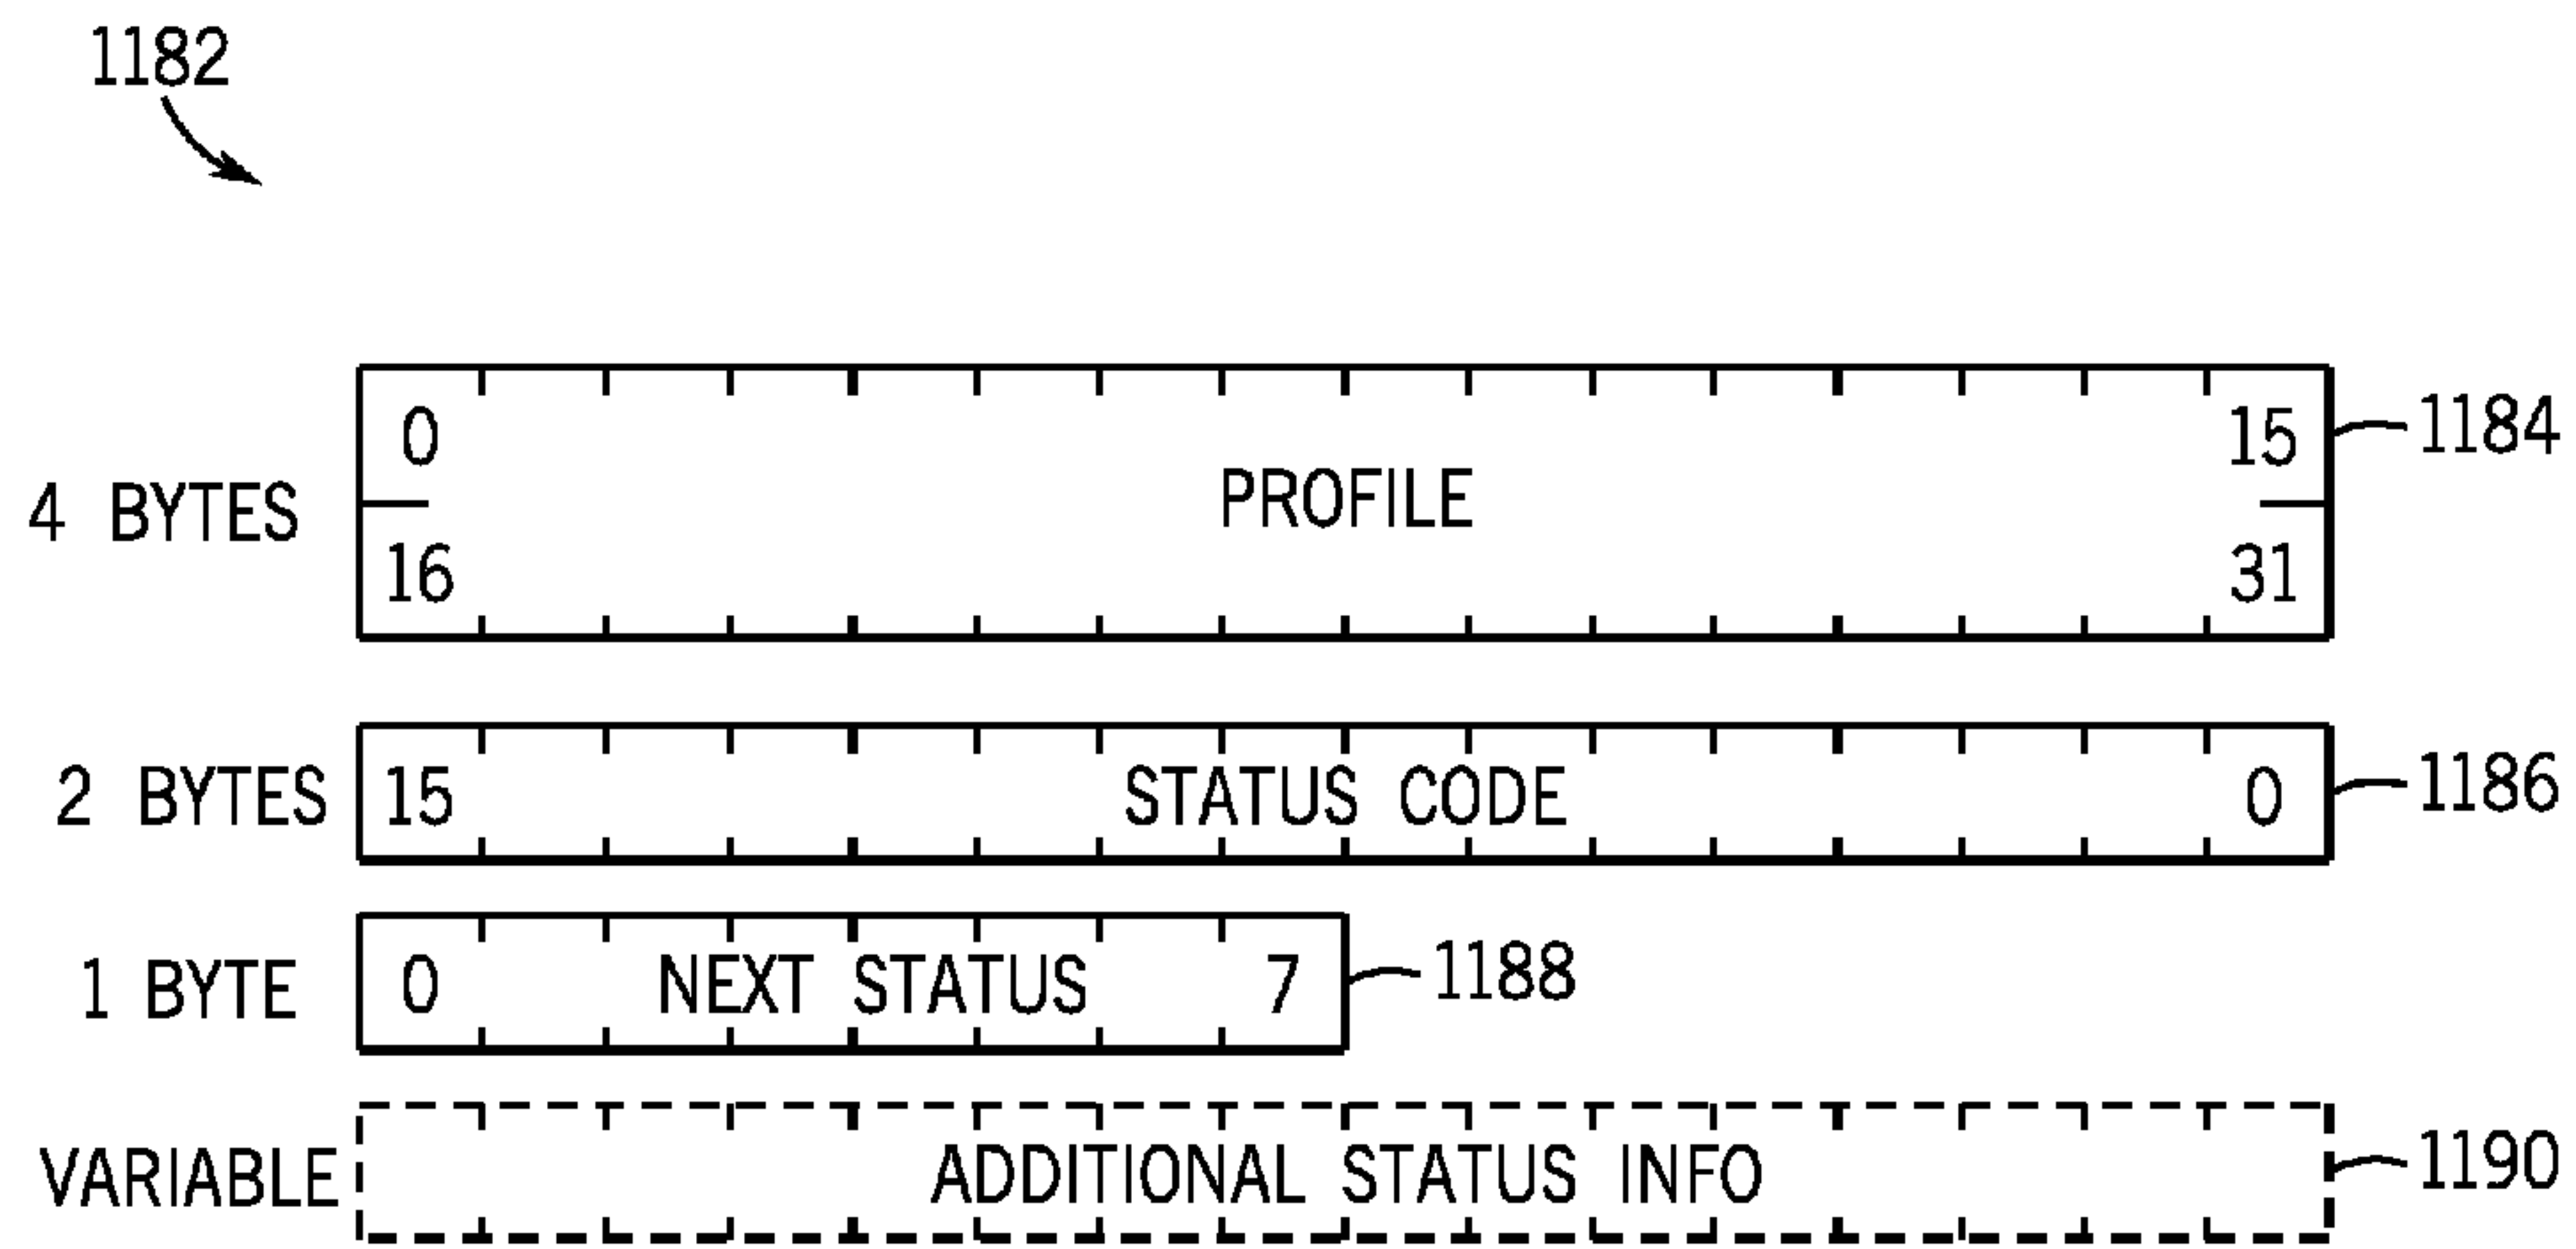 1182
0 15 1184
4 BYTES PROFILE
16 31
2 BYTES 15 STATUS CODE 0 1186
1 BYTE 0 NEXT STATUS 7 1188
VARIABLE ADDITIONAL STATUS INFO 1190